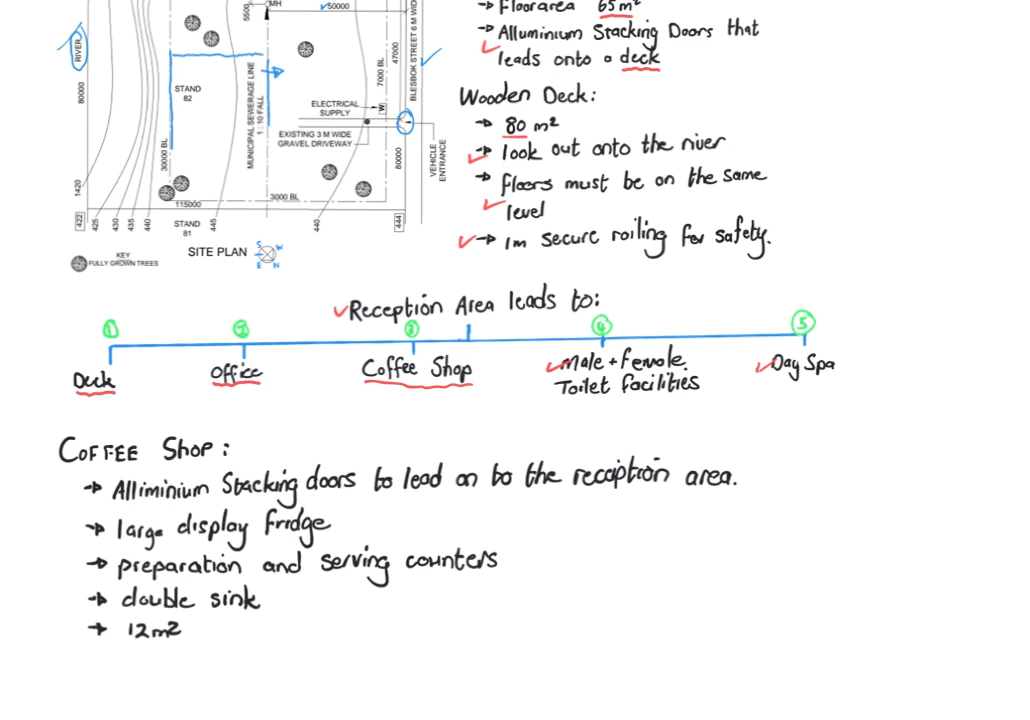 5500
MH
50000
BLESBOK STREET 6 M WID
RIVER
80000
STAND
82
MUNICIPAL SEWERAGE LINE
1 : 10 FALL
47000
7000 BL
ELECTRICAL
SUPPLY
W
EXISTING 3 M WIDE
GRAVEL DRIVEWAY
VEHICLE
ENTRANCE
30000 BL
80000
1420
3000 BL
115000
422
425
430
435
440
STAND
81
445
440
444
KEY
FULLY GROWN TREES
SITE PLAN
S
W
E
N
→ Floorarea 65m²
→ Alluminium Stacking Doors that
leads onto a deck
Wooden Deck:
→ 80 m²
→ look out onto the river
→ floors must be on the same
level
→ 1m secure roiling for safety.
Reception Area leads to:
1
2
3
4
5
Deck
Office
Coffee Shop
Male + Female
Toilet facilities
Day Spa
COFFEE Shop:
→ Alliminium Stacking doors to lead on to the reception area.
→ large display fridge
→ preparation and serving counters
→ double sink
→ 12m2